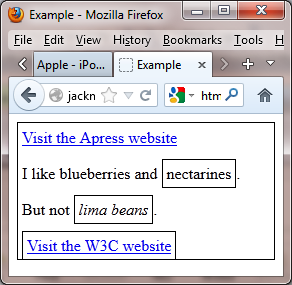 Example - Mozilla Firefox
File Edit View History Bookmarks Tools H
Apple - iPo... Example
jackn htm
Visit the Apress website
I like blueberries and nectarines.
But not lima beans.
Visit the W3C website